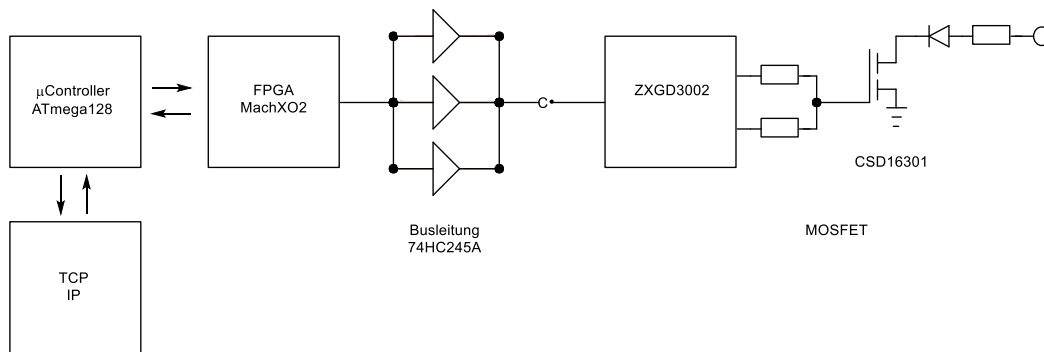 μController
ATmega128
FPGA
MachXO2
C
ZXGD3002
CSD16301
Busleitung
74HC245A
MOSFET
TCP
IP